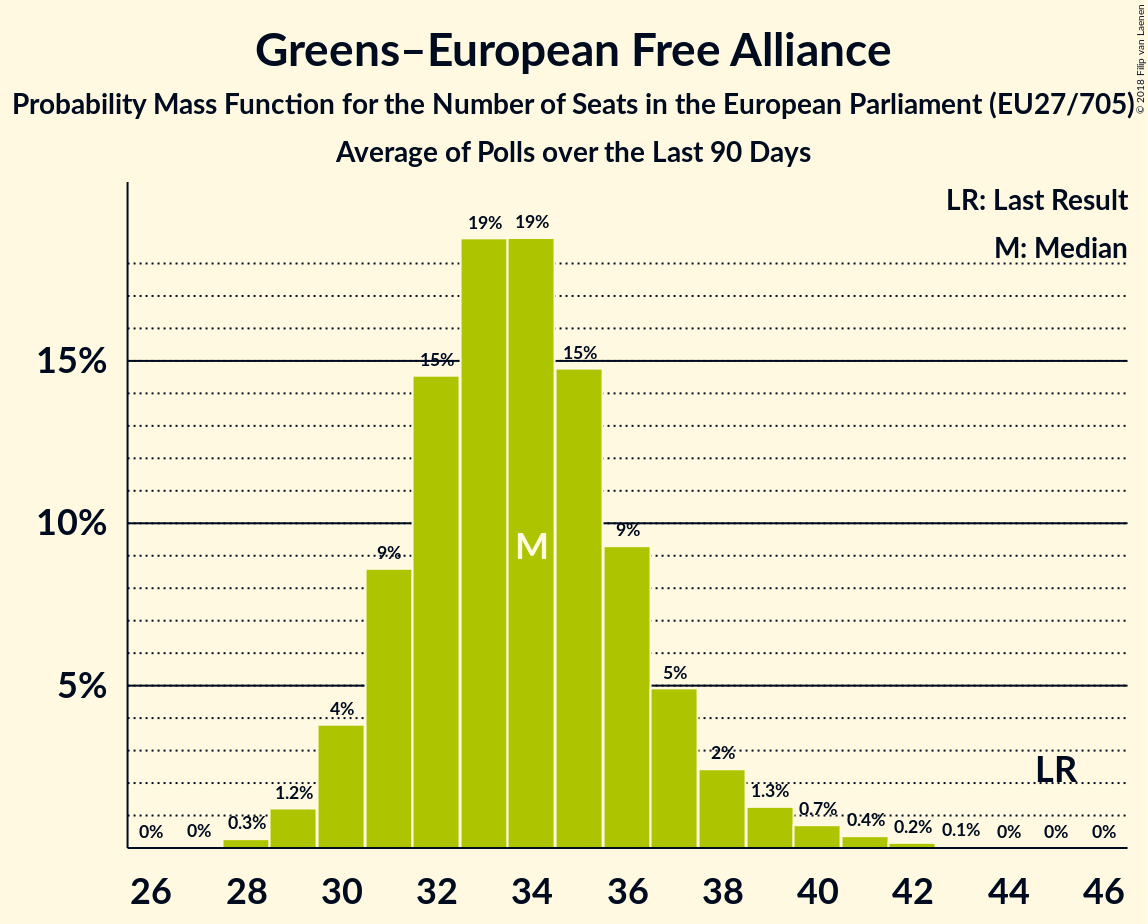 Greens–European Free Alliance
Probability Mass Function for the Number of Seats in the European Parliament (EU27/705)
Average of Polls over the Last 90 Days
© 2018 Filip van Laenen
LR: Last Result
M: Median
15%
10%
5%
0%
0%
0.3%
1.2%
4%
9%
15%
19%
19%
15%
9%
5%
2%
1.3%
0.7%
0.4%
0.2%
0.1%
0%
0%
0%
M
LR
26 28 30 32 34 36 38 40 42 44 46